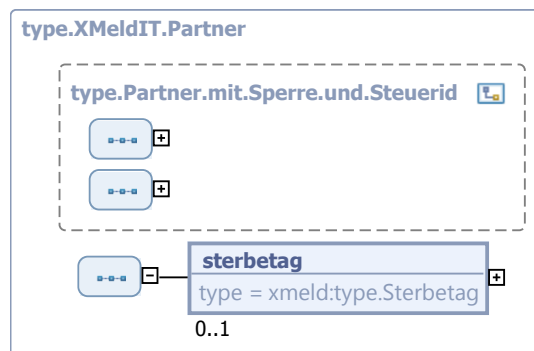 type.XMeldIT.Partner
type.Partner.mit.Sperre.und.Steuerid
sterbetag
type = xmeld:type.Sterbetag
0..1